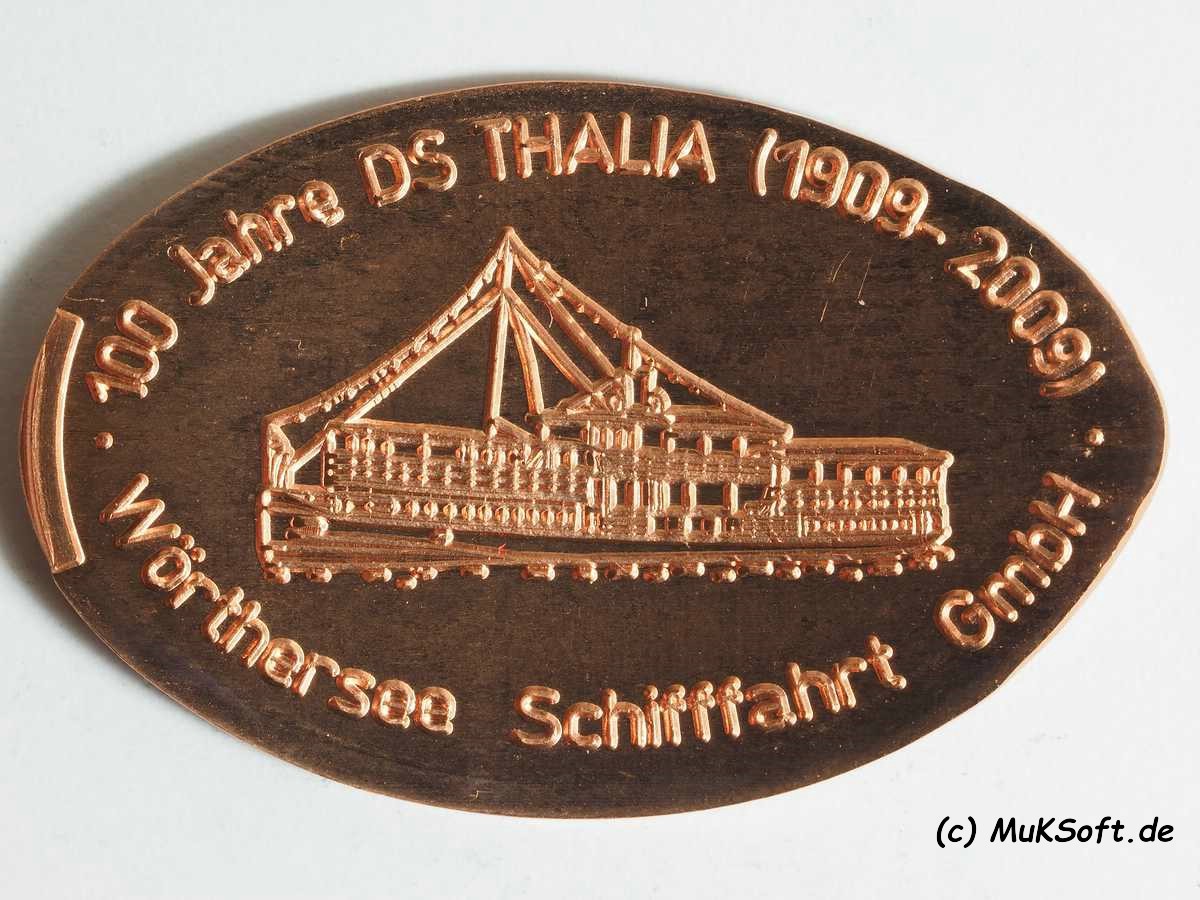 · 100 Jahre DS THALIA (1909-2009) ·
Wörthersee Schifffahrt GmbH
(c) MuKSoft.de